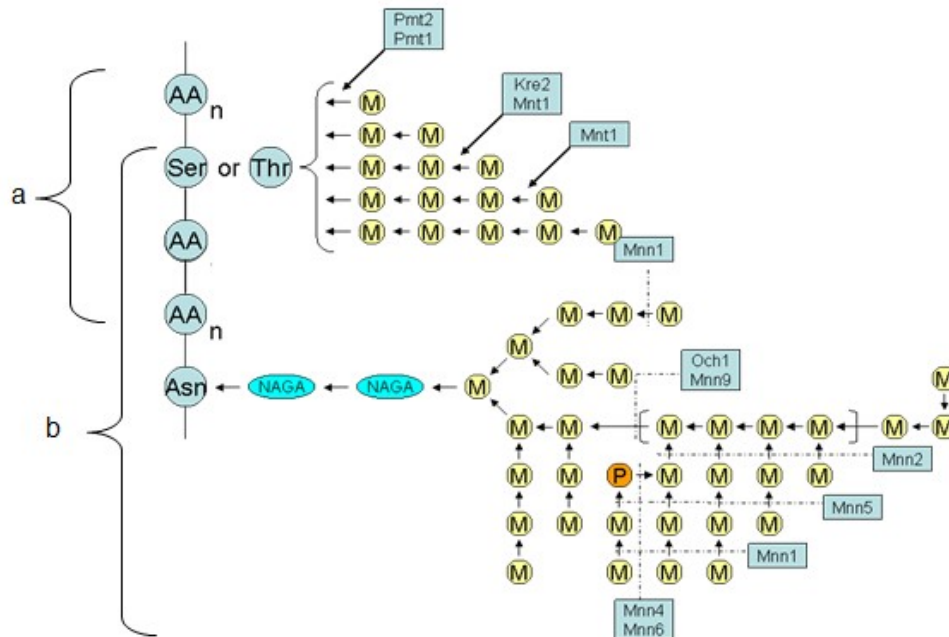 Pmt2
Pmt1
AA n
M
Kre2
Mnt1
M M
Mnt1
Ser or Thr
M M M
a
M M M M
AA
M M M M M
Mnn1
AA n
M M M
M
Och1
Mnn9
M M
M
Asn NAGA NAGA M
b
M M M M M M M M
Mnn2
M M P M M M M
Mnn5
M M M M M M
Mnn1
M M M M
Mnn4
Mnn6